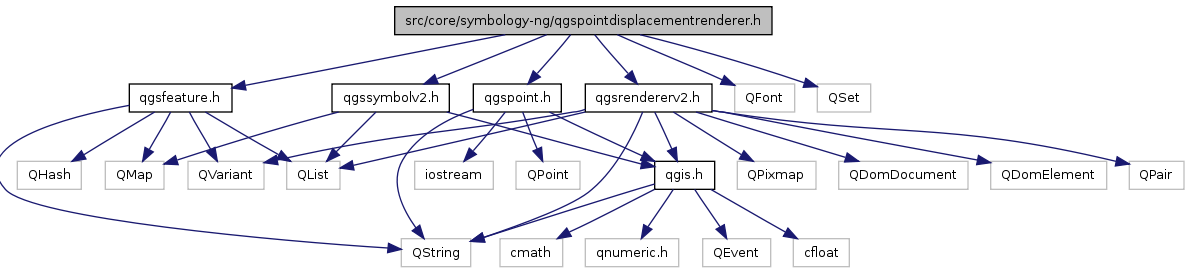 src/core/symbology-ng/qgspointdisplacementrenderer.h
qgsfeature.h
qgssymbolv2.h
qgspoint.h
qgsrendererv2.h
QFont
QSet
QHash
QMap
QVariant
QList
iostream
QPoint
qgis.h
QPixmap
QDomDocument
QDomElement
QPair
QString
cmath
qnumeric.h
QEvent
cfloat